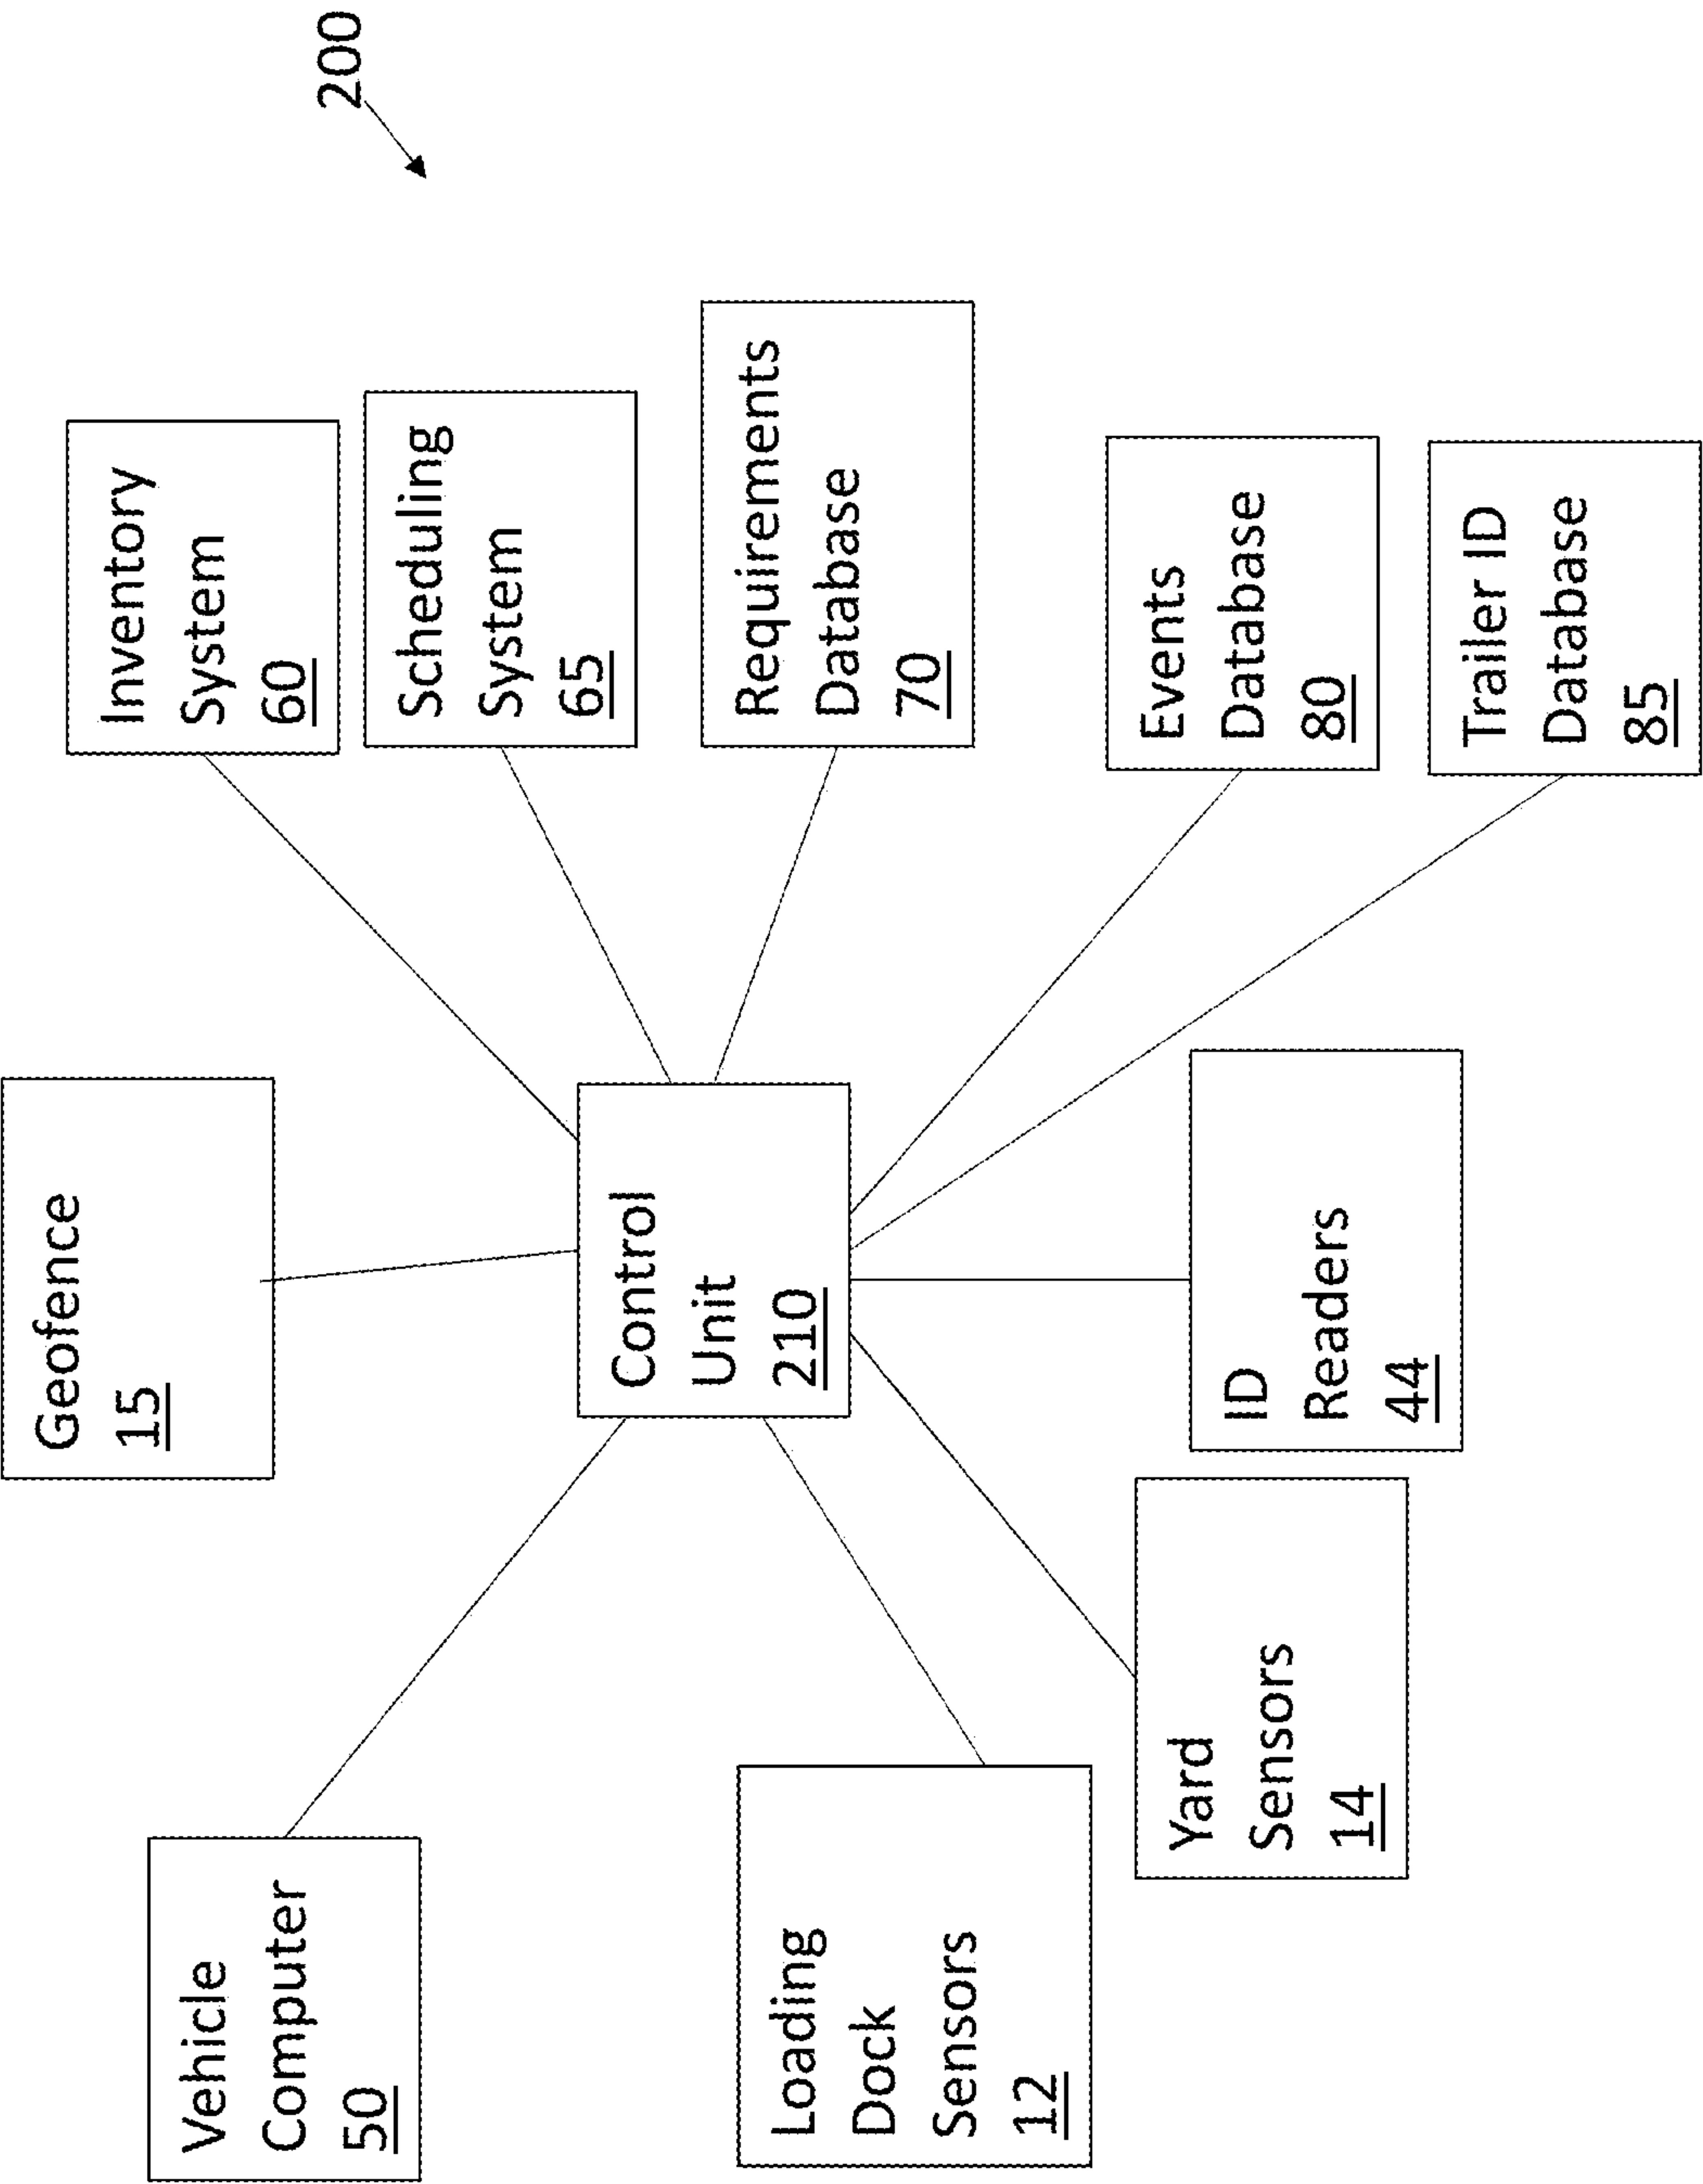 200
Geofence
15
Vehicle
Computer
50
Inventory
System
60
Scheduling
System
65
Control
Unit
210
Requirements
Database
70
Loading
Dock
Sensors
12
Yard
Sensors
14
ID
Readers
44
Events
Database
80
Trailer ID
Database
85